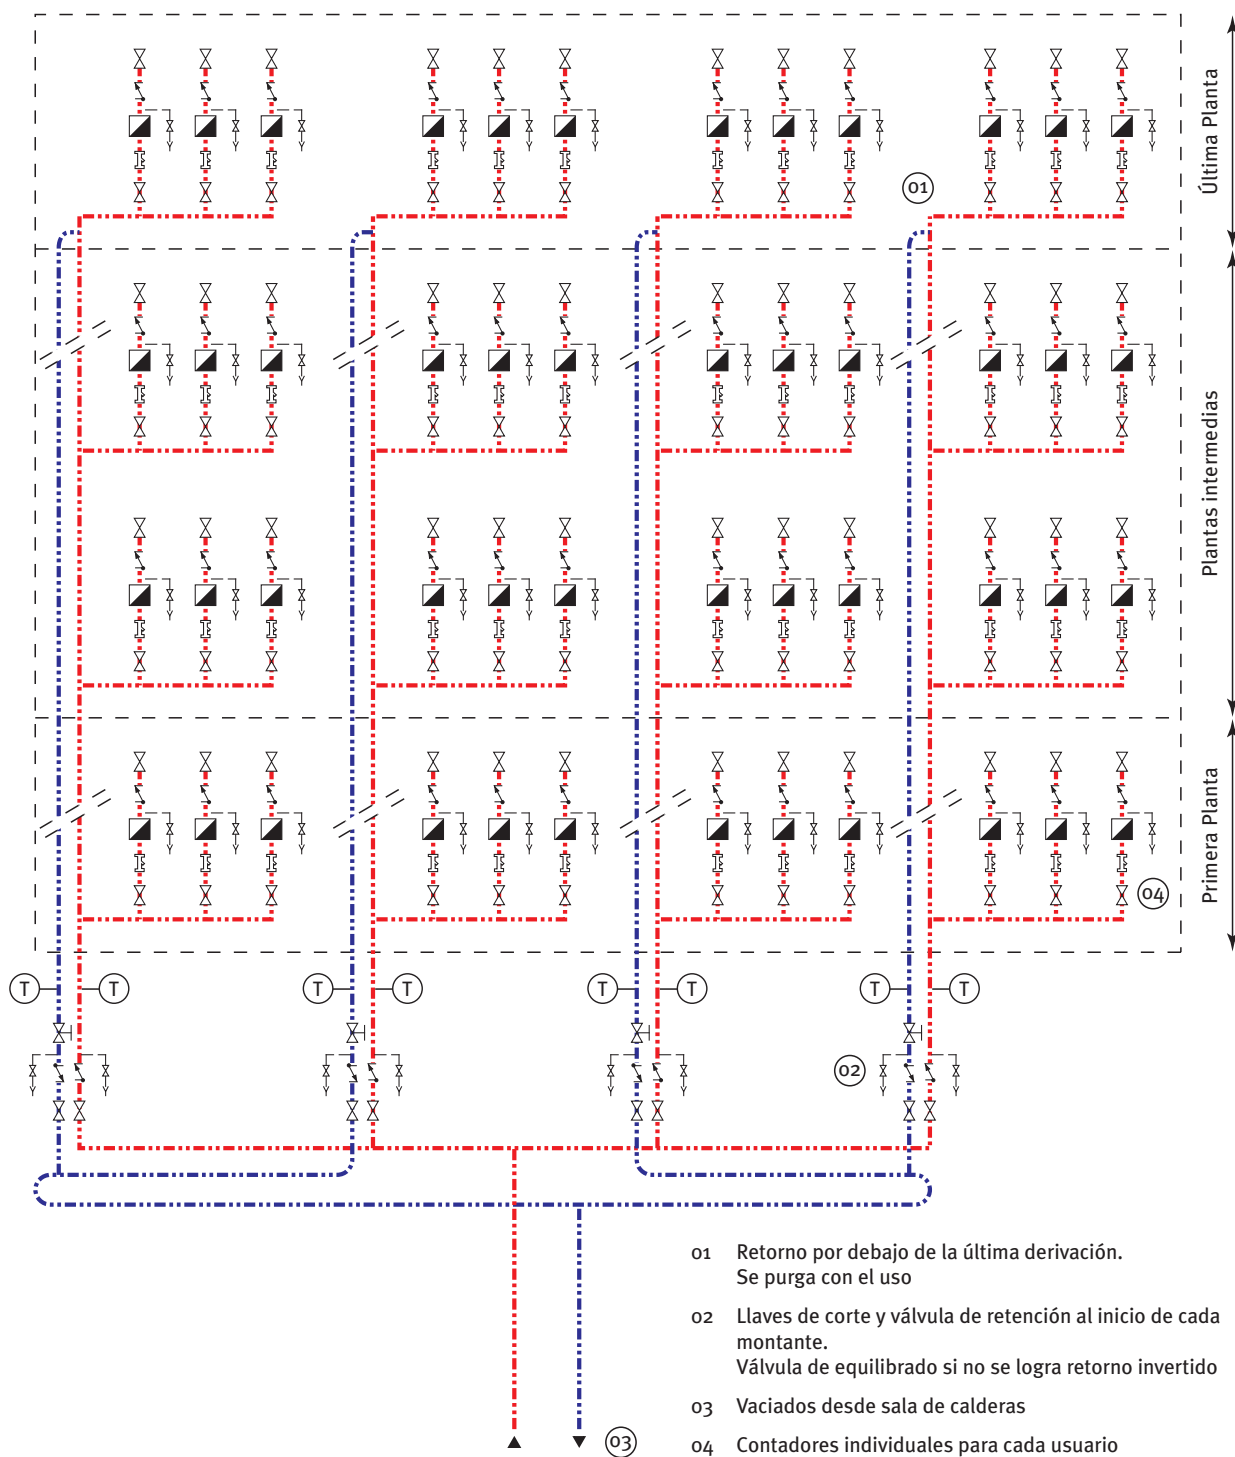 Última Planta
01
Plantas intermedias
Primera Planta
04
T T T T T T T T
02
01 Retorno por debajo de la última derivación.
Se purga con el uso
02 Llaves de corte y válvula de retención al inicio de cada
montante.
Válvula de equilibrado si no se logra retorno invertido
03 Vaciados desde sala de calderas
03
04 Contadores individuales para cada usuario